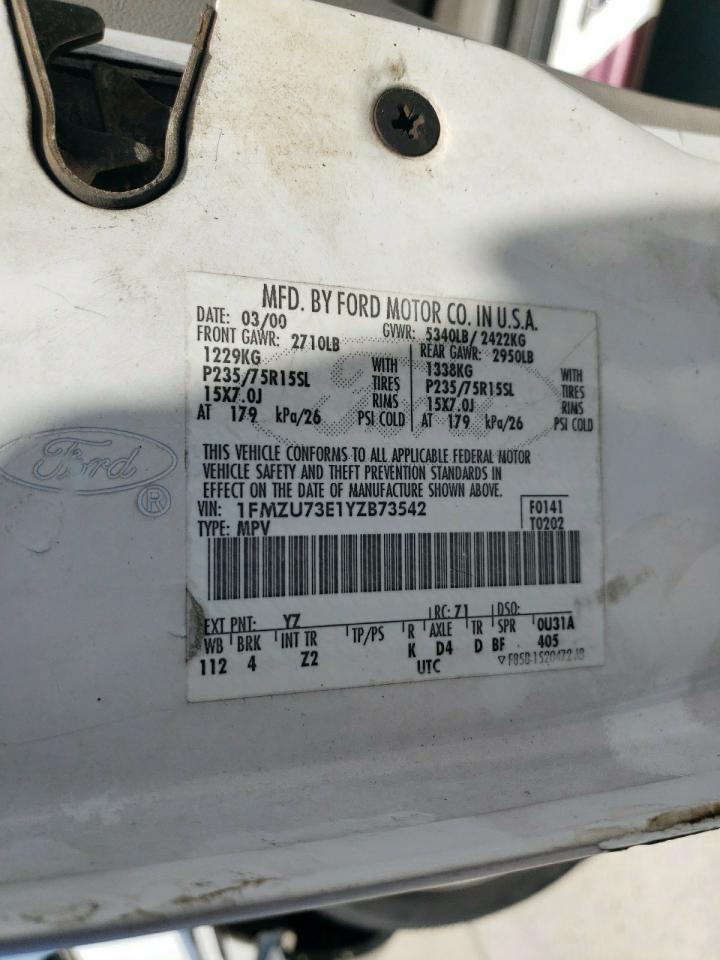 MFD. BY FORD MOTOR CO. IN U.S.A.
DATE: 03/00 GVWR: 5340LB/ 2422KG
FRONT GAWR: 2710LB REAR GAWR: 2950LB
1229KG WITH 1338KG WITH
P235/75R15SL TIRES P235/75R15SL TIRES
15X7.0J RIMS 15X7.0J RIMS
AT 179 kPa/26 PSI COLD AT 179 kPa/26 PSI COLD
THIS VEHICLE CONFORMS TO ALL APPLICABLE FEDERAL MOTOR
VEHICLE SAFETY AND THEFT PREVENTION STANDARDS IN
EFFECT ON THE DATE OF MANUFACTURE SHOWN ABOVE.
VIN: 1FMZU73E1YZB73542 F0141
TYPE: MPV T0202
EXT PNT: YZ RC: 71 DSO:
WB BRK INT TR TP/PS R AXLE TR SPR 0U31A
112 4 Z2 K D4 D BF 405
UTC F85B-1520472-JB
Ford
®